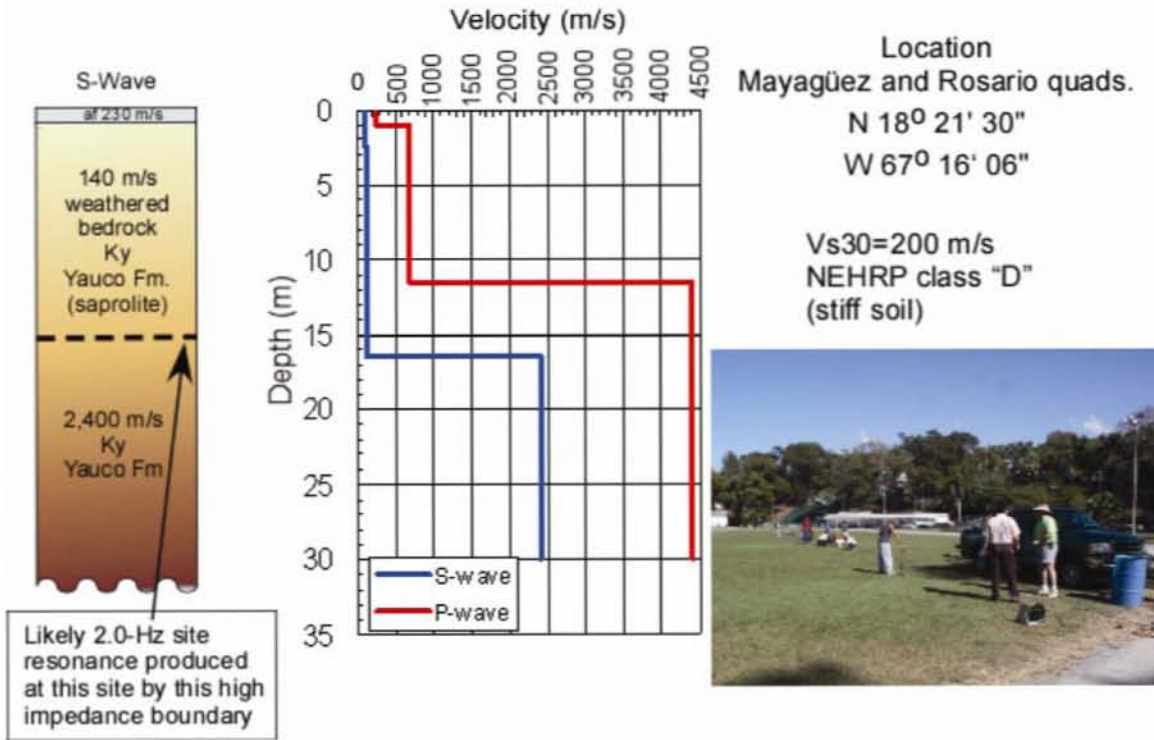 S-Wave
af 230 m/s
140 m/s
weathered
bedrock
Ky
Yauco Fm.
(saprolite)
2,400 m/s
Ky
Yauco Fm
Likely 2.0-Hz site
resonance produced
at this site by this high
impedance boundary
Velocity (m/s)
0 500 1000 1500 2000 2500 3000 3500 4000 4500
Depth (m)
0
5
10
15
20
25
30
35
S-wave
P-wave
Location
Mayagüez and Rosario quads.
N 18⁰ 21' 30"
W 67⁰ 16' 06"
Vs30=200 m/s
NEHRP class "D"
(stiff soil)